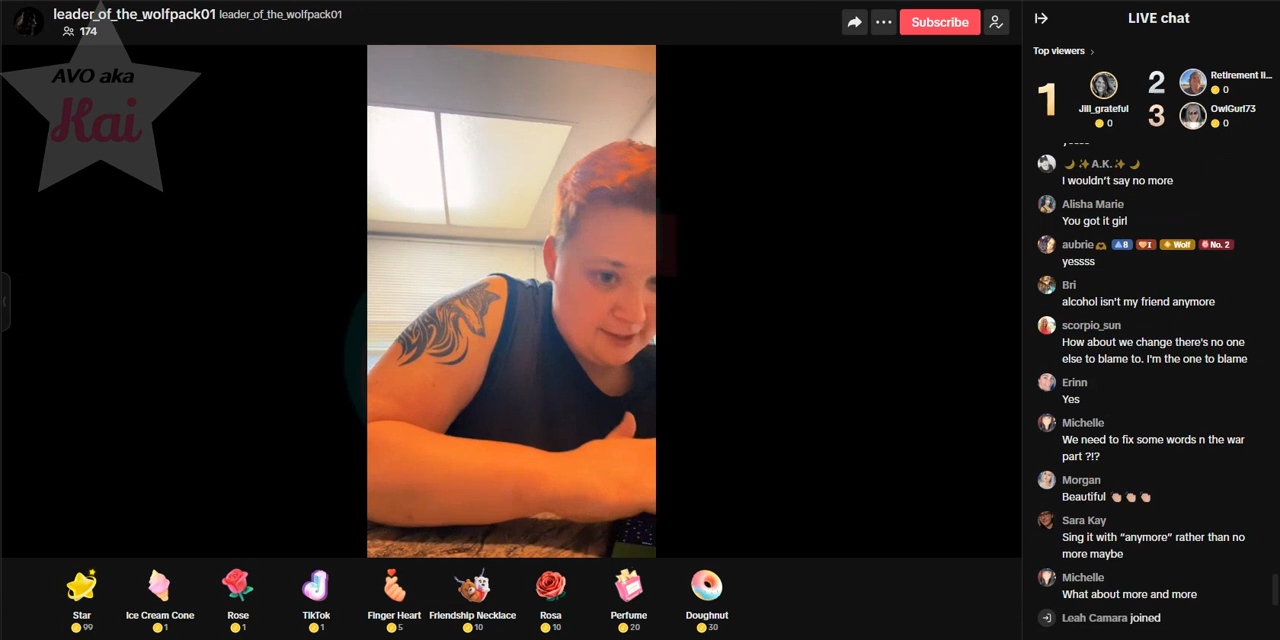 leader_of_the_wolfpack01 leader_of_the_wolfpack01
174
Subscribe
AVO aka
Kai
LIVE chat
Top viewers
1
Jill_grateful
0
2
Retirement li...
0
3
OwlGurl73
0
🌙 ✨A.K.✨ 🌙
I wouldn't say no more
Alisha Marie
You got it girl
aubrie🫶 8 I Wolf No. 2
yessss
Bri
alcohol isn't my friend anymore
scorpio_sun
How about we change there's no one
else to blame to. I'm the one to blame
Erinn
Yes
Michelle
We need to fix some words n the war
part ?!?
Morgan
Beautiful 👏🏼 👏🏼 👏🏼
Sara Kay
Sing it with “anymore” rather than no
more maybe
Michelle
What about more and more
Leah Camara joined
Star
99
Ice Cream Cone
1
Rose
1
TikTok
1
Finger Heart
5
Friendship Necklace
10
Rosa
10
Perfume
20
Doughnut
30